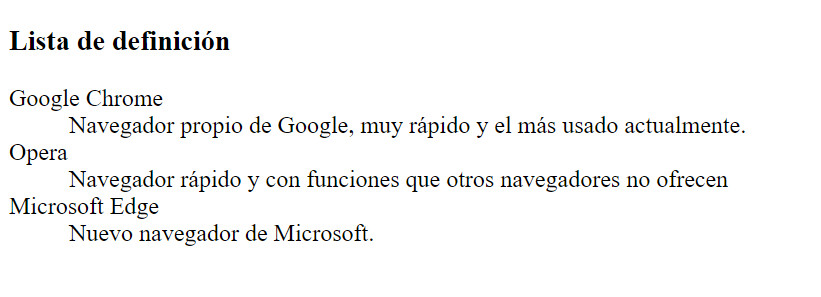 Lista de definición
Google Chrome
Navegador propio de Google, muy rápido y el más usado actualmente.
Opera
Navegador rápido y con funciones que otros navegadores no ofrecen
Microsoft Edge
Nuevo navegador de Microsoft.